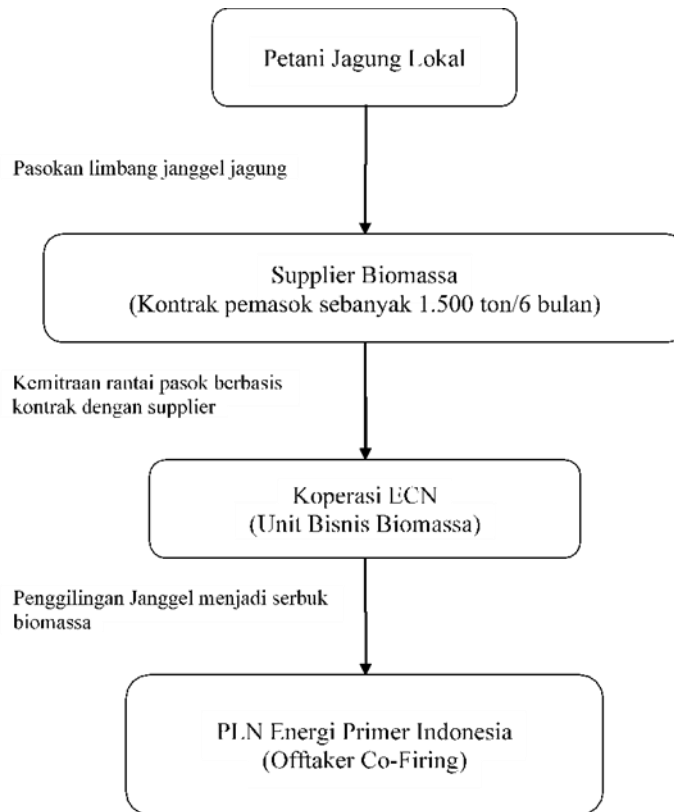 Petani Jagung Lokal
Pasokan limbang janggel jagung
Supplier Biomassa
(Kontrak pemasok sebanyak 1.500 ton/6 bulan)
Kemitraan rantai pasok berbasis
kontrak dengan supplier
Koperasi ECN
(Unit Bisnis Biomassa)
Penggilingan Janggel menjadi serbuk
biomassa
PLN Energi Primer Indonesia
(Offtaker Co-Firing)